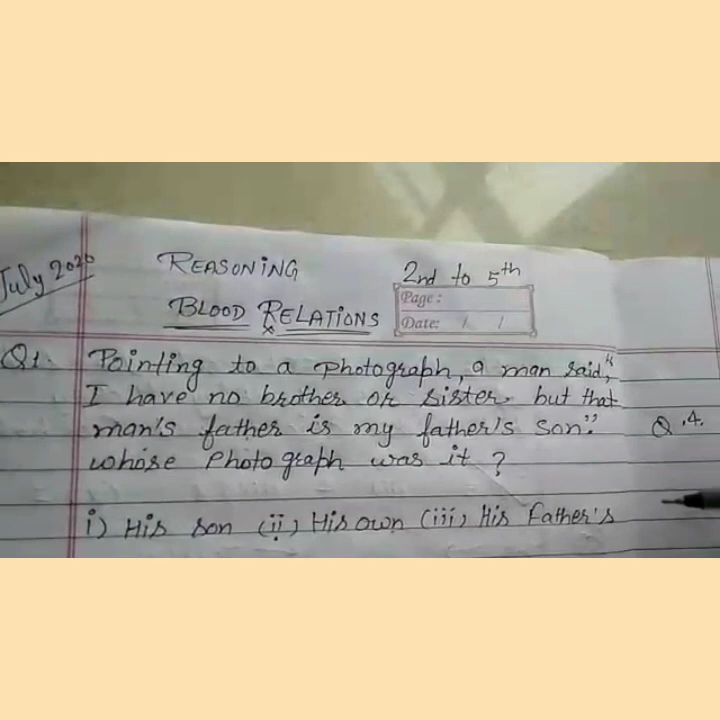 July 2020
REASONING
2nd to 5th
BLOOD RELATIONS
Page:
Date: / /
Q1. Pointing to a photograph, a man said, "
I have no brother or sister, but that
man's father is my father's son."
whose photograph was it ?
Q.4.
i) His son (ii) His own (iii) His father's